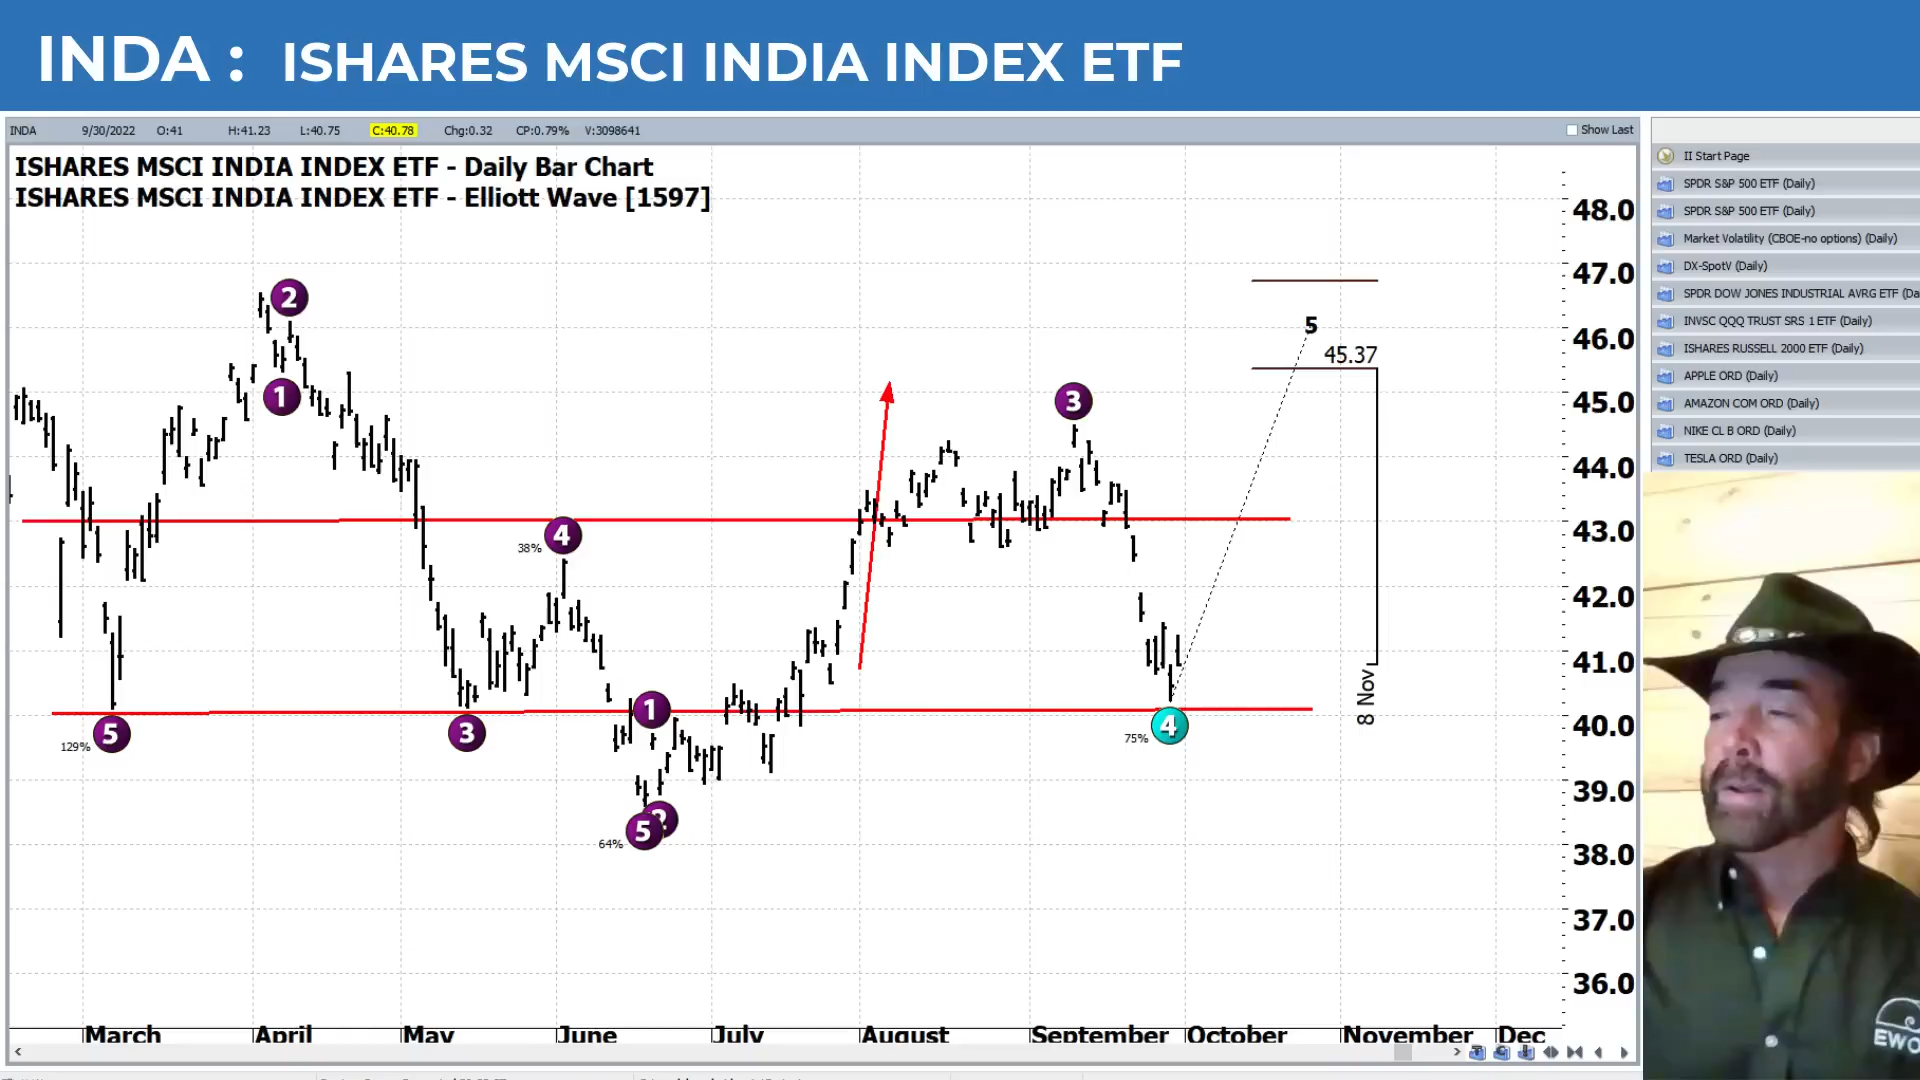 INDA : ISHARES MSCI INDIA INDEX ETF
INDA 9/30/2022 O:41 H:41.23 L:40.75 C:40.78 Chg:0.32 CP:0.79% V:3098641
Show Last
ISHARES MSCI INDIA INDEX ETF - Daily Bar Chart
ISHARES MSCI INDIA INDEX ETF - Elliott Wave [1597]
48.0
47.0
46.0
45.0
44.0
43.0
42.0
41.0
40.0
39.0
38.0
37.0
36.0
2
1
5
129%
3
38%
4
1
5
64%
3
4
75%
5
45.37
8 Nov
March April May June July August September October November Dec
II Start Page
SPDR S&P 500 ETF (Daily)
SPDR S&P 500 ETF (Daily)
Market Volatility (CBOE-no options) (Daily)
DX-SpotV (Daily)
SPDR DOW JONES INDUSTRIAL AVRG ETF (Da
INVSC QQQ TRUST SRS 1 ETF (Daily)
ISHARES RUSSELL 2000 ETF (Daily)
APPLE ORD (Daily)
AMAZON COM ORD (Daily)
NIKE CL B ORD (Daily)
TESLA ORD (Daily)